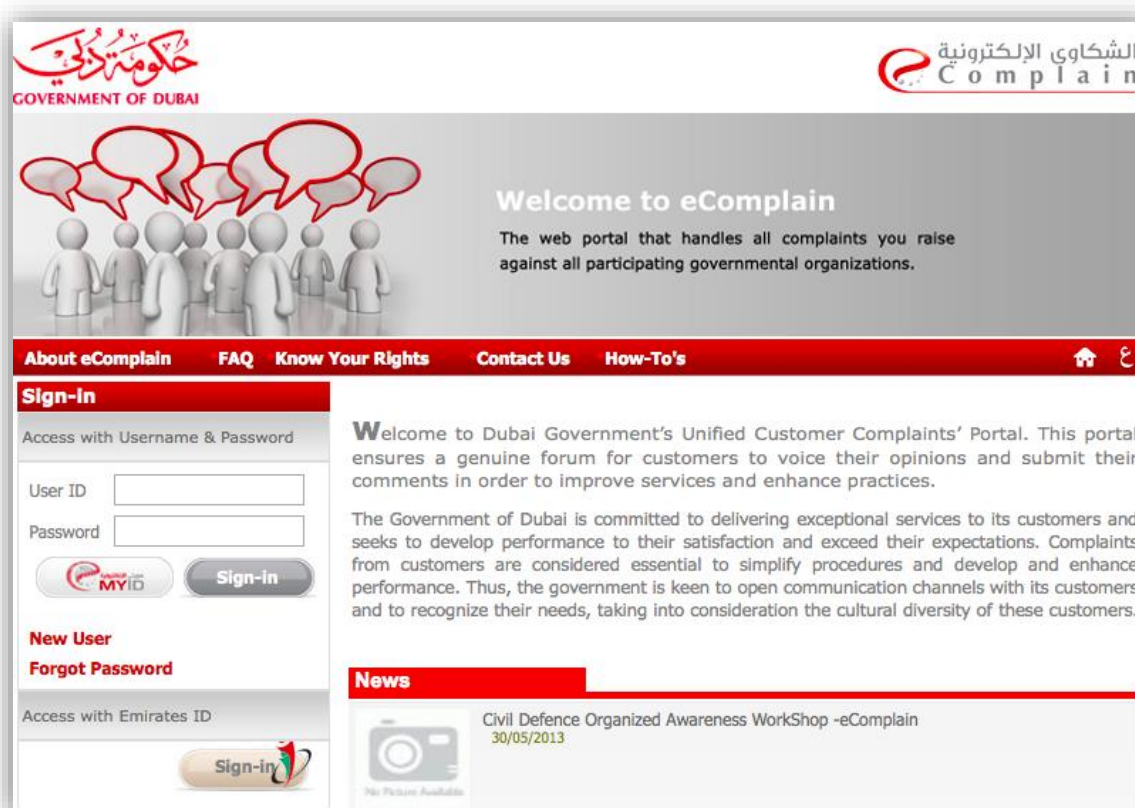 حكومة دبي
GOVERNMENT OF DUBAI
الشكاوى الإلكترونية
eComplain
Welcome to eComplain
The web portal that handles all complaints you raise
against all participating governmental organizations.
About eComplain FAQ Know Your Rights Contact Us How-To's ع
Sign-in
Access with Username & Password
User ID
Password
MYID Sign-in
New User
Forgot Password
Access with Emirates ID
Sign-in
Welcome to Dubai Government's Unified Customer Complaints' Portal. This portal
ensures a genuine forum for customers to voice their opinions and submit their
comments in order to improve services and enhance practices.
The Government of Dubai is committed to delivering exceptional services to its customers and
seeks to develop performance to their satisfaction and exceed their expectations. Complaints
from customers are considered essential to simplify procedures and develop and enhance
performance. Thus, the government is keen to open communication channels with its customers
and to recognize their needs, taking into consideration the cultural diversity of these customers.
News
Civil Defence Organized Awareness WorkShop -eComplain
30/05/2013
No Picture Available